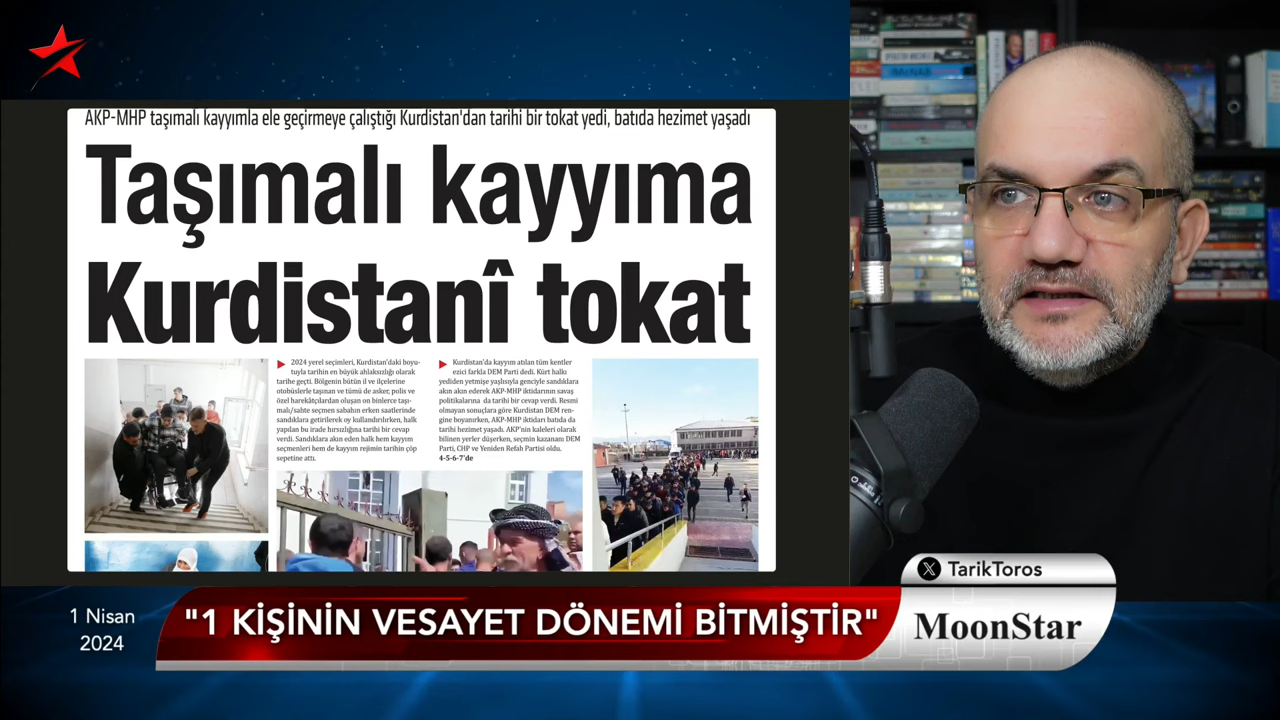 AKP-MHP taşımalı kayyımla ele geçirmeye çalıştığı Kurdistan'dan tarihi bir tokat yedi, batıda hezimet yaşadı
Taşımalı kayyıma
Kurdistanî tokat
2024 yerel seçimleri, Kurdistan'daki boyu-
tuyla tarihin en büyük ahlaksızlığı olarak
tarihe geçti. Bölgenin bütün il ve ilçelerine
otobüslerle taşınan ve tümü de asker, polis ve
özel harekâtçılardan oluşan on binlerce taşı-
malı/sahte seçmen sabahın erken saatlerinde
sandıklara getirilerek oy kullandırılırken, halk
yapılan bu irade hırsızlığına tarihi bir cevap
verdi. Sandıklara akın eden halk hem kayyım
seçmenleri hem de kayyım rejimin tarihin çöp
sepetine attı.
Kurdistan'da kayyım atılan tüm kentler
ezici farkla DEM Parti dedi. Kürt halkı
yediden yetmişe yaşlısıyla genciyle sandıklara
akın akın ederek AKP-MHP iktidarının savaş
politikalarına da tarihi bir cevap verdi. Resmi
olmayan sonuçlara göre Kurdistan DEM ren-
gine boyanırken, AKP-MHP iktidarı batıda da
tarihi hezimet yaşadı. AKP'nin kaleleri olarak
bilinen yerler düşerken, seçmin kazananı DEM
Parti, CHP ve Yeniden Refah Partisi oldu.
4-5-6-7'de
TarikToros
1 Nisan
2024
"1 KİŞİNİN VESAYET DÖNEMİ BİTMİŞTİR"
MoonStar